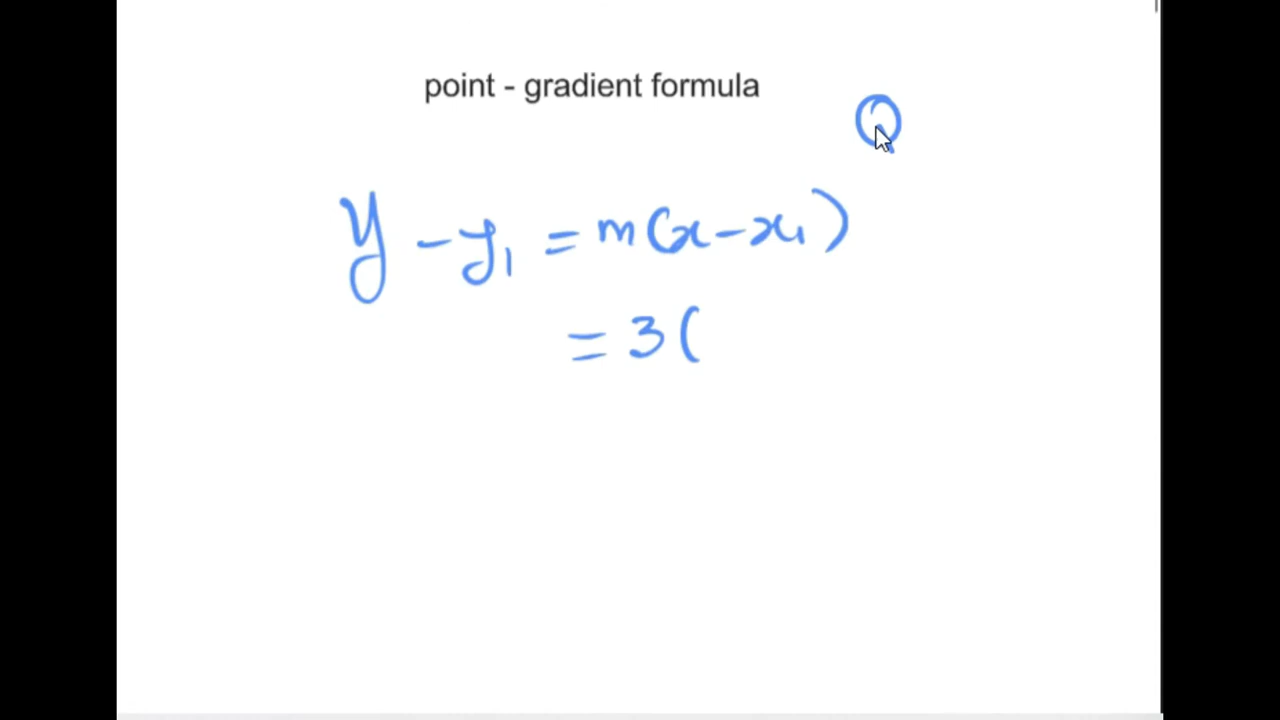 point - gradient formula
Q
y - y₁ = m(x - x₁)
= 3(